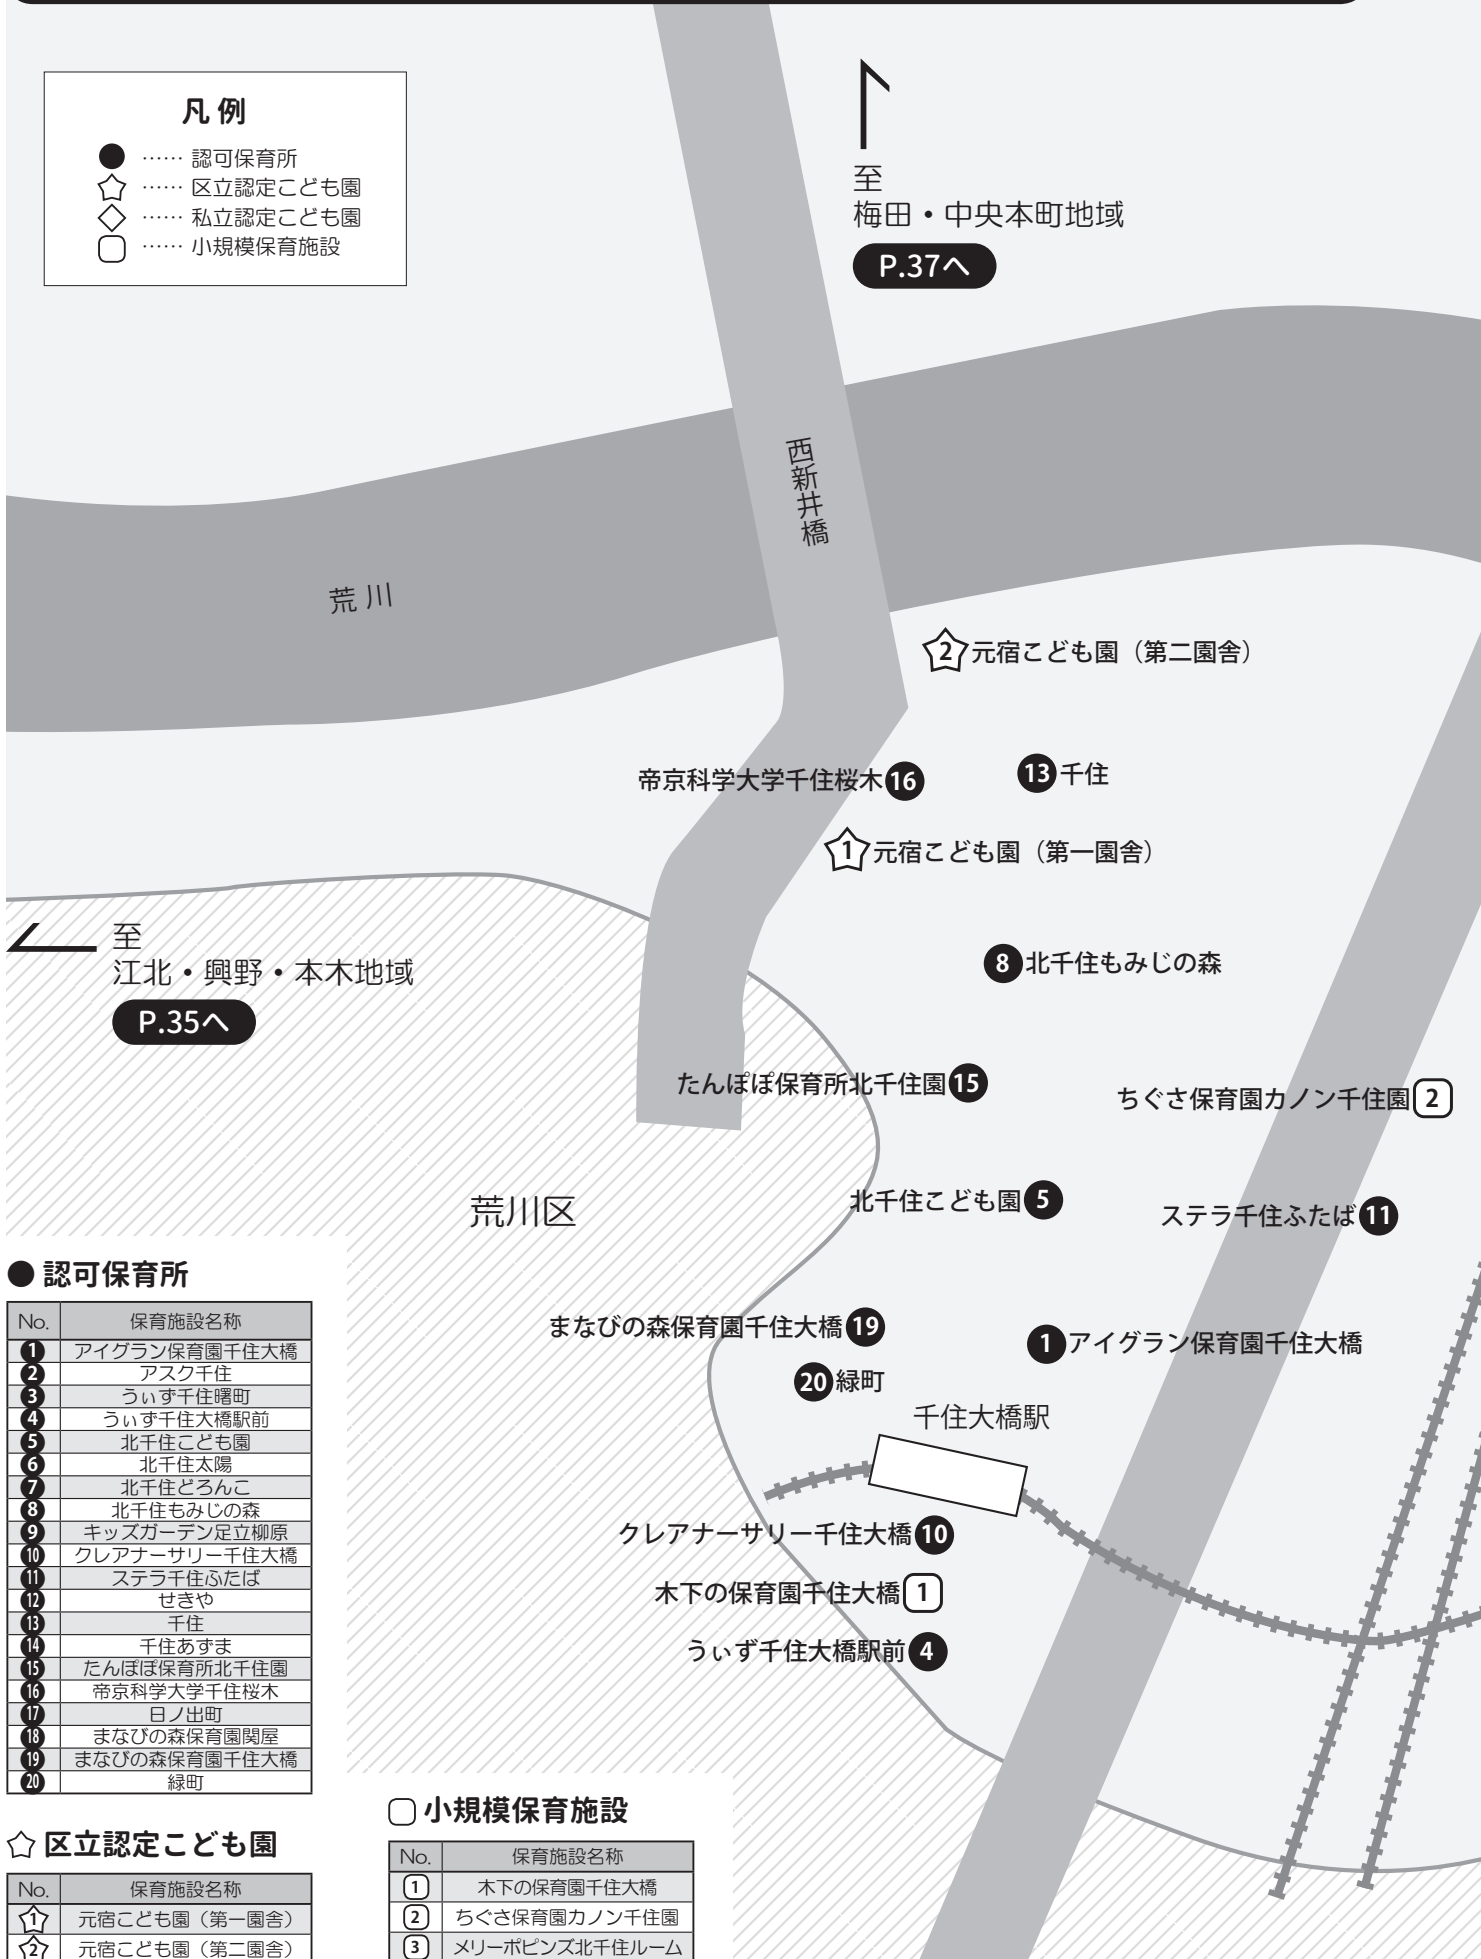 凡例
● …… 認可保育所
☆ …… 区立認定こども園
◇ …… 私立認定こども園
▢ …… 小規模保育施設
至
梅田・中央本町地域
P.37へ
西新井橋
荒川
2 元宿こども園（第二園舎）
帝京科学大学千住桜木 16
13 千住
1 元宿こども園（第一園舎）
至
江北・興野・本木地域
P.35へ
8 北千住もみじの森
たんぽぽ保育所北千住園 15
ちぐさ保育園カノン千住園 2
荒川区
北千住こども園 5
ステラ千住ふたば 11
まなびの森保育園千住大橋 19
1 アイグラン保育園千住大橋
20 緑町
千住大橋駅
クレアナーサリー千住大橋 10
木下の保育園千住大橋 1
うぃず千住大橋駅前 4
● 認可保育所
No. 保育施設名称
1 アイグラン保育園千住大橋
2 アスク千住
3 うぃず千住曙町
4 うぃず千住大橋駅前
5 北千住こども園
6 北千住太陽
7 北千住どろんこ
8 北千住もみじの森
9 キッズガーデン足立柳原
10 クレアナーサリー千住大橋
11 ステラ千住ふたば
12 せきや
13 千住
14 千住あずま
15 たんぽぽ保育所北千住園
16 帝京科学大学千住桜木
17 日ノ出町
18 まなびの森保育園関屋
19 まなびの森保育園千住大橋
20 緑町
☆ 区立認定こども園
No. 保育施設名称
1 元宿こども園（第一園舎）
2 元宿こども園（第二園舎）
▢ 小規模保育施設
No. 保育施設名称
1 木下の保育園千住大橋
2 ちぐさ保育園カノン千住園
3 メリーポピンズ北千住ルーム